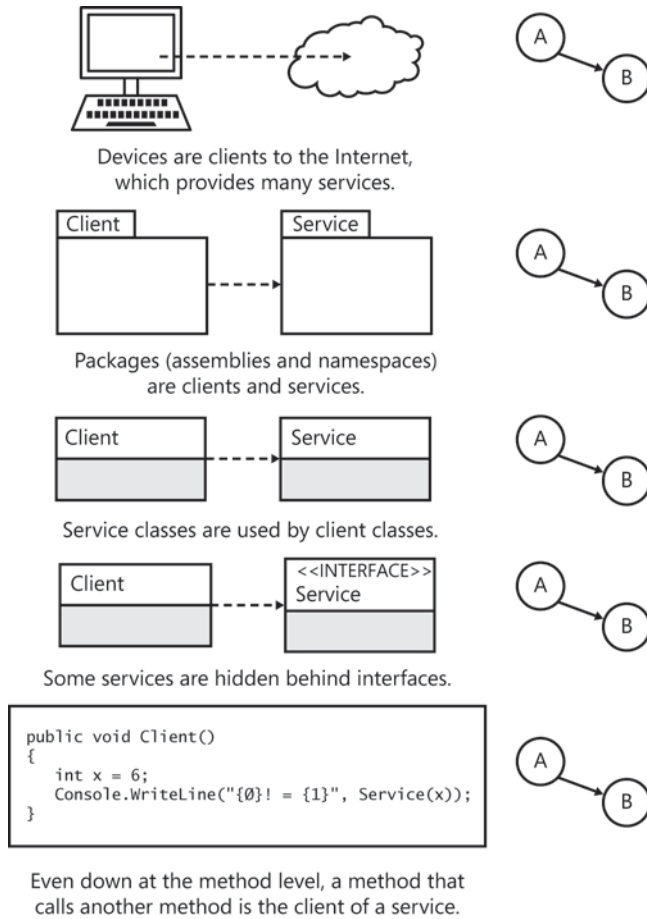 A
B
Devices are clients to the Internet,
which provides many services.
Client
Service
A
B
Packages (assemblies and namespaces)
are clients and services.
Client
Service
A
B
Service classes are used by client classes.
Client
<<INTERFACE>>
Service
A
B
Some services are hidden behind interfaces.
public void Client()
{
int x = 6;
Console.WriteLine("{0}! = {1}", Service(x));
}
A
B
Even down at the method level, a method that
calls another method is the client of a service.